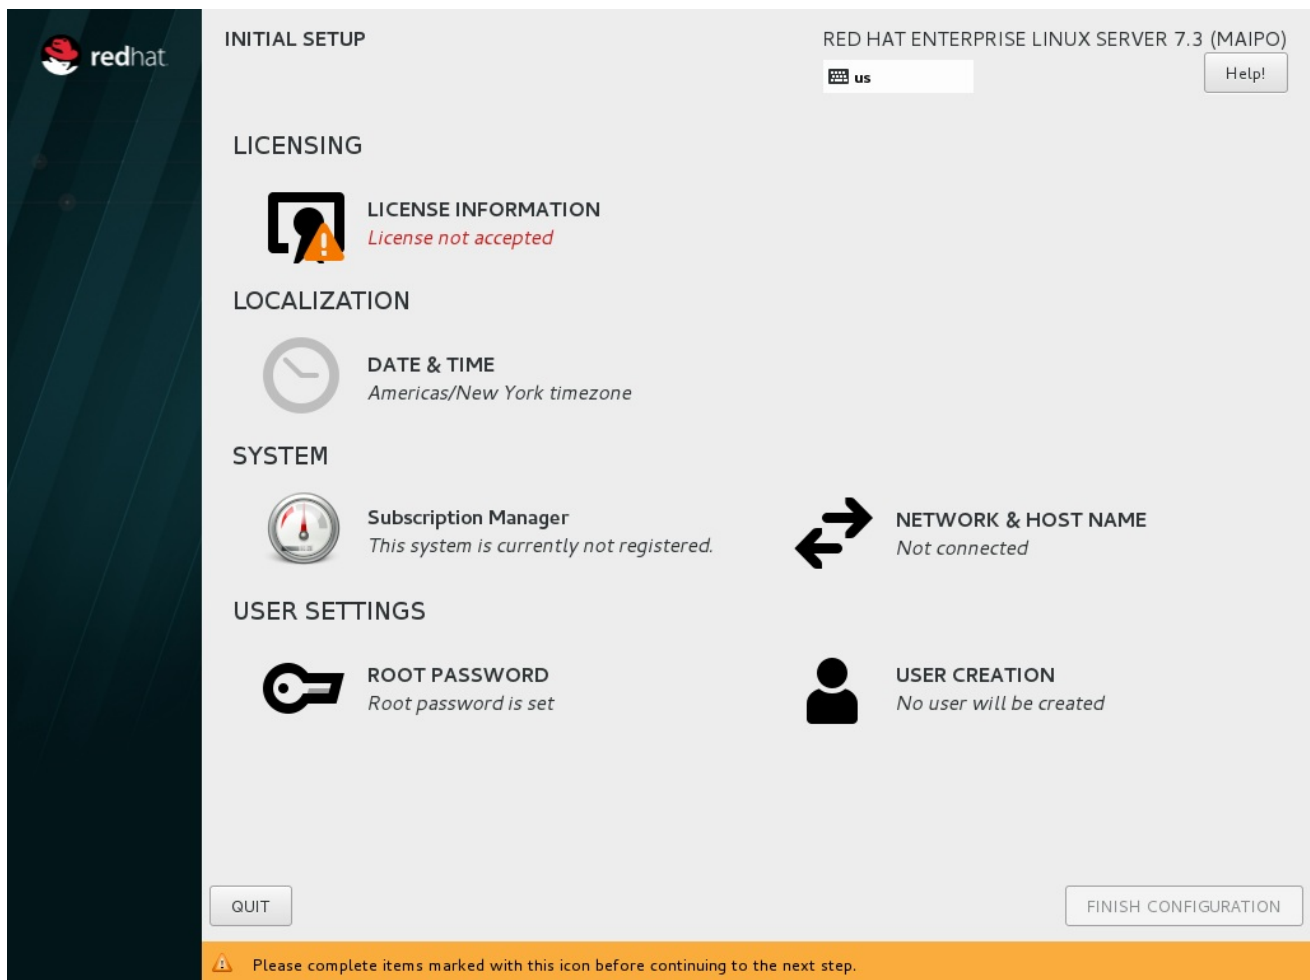 redhat
INITIAL SETUP
RED HAT ENTERPRISE LINUX SERVER 7.3 (MAIPO)
us
Help!
LICENSING
LICENSE INFORMATION
License not accepted
LOCALIZATION
DATE & TIME
Americas/New York timezone
SYSTEM
Subscription Manager
This system is currently not registered.
NETWORK & HOST NAME
Not connected
USER SETTINGS
ROOT PASSWORD
Root password is set
USER CREATION
No user will be created
QUIT
FINISH CONFIGURATION
Please complete items marked with this icon before continuing to the next step.